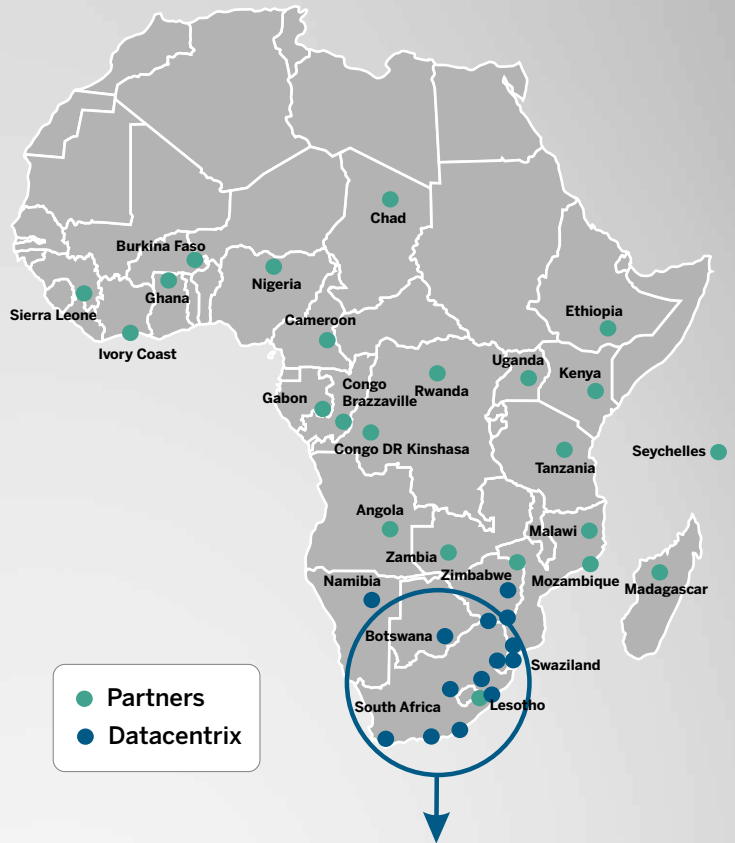 Chad
Burkina Faso
Nigeria
Ghana
Sierra Leone
Ivory Coast
Cameroon
Ethiopia
Uganda
Kenya
Rwanda
Gabon
Congo
Brazzaville
Congo DR Kinshasa
Tanzania
Seychelles
Angola
Malawi
Zambia
Zimbabwe
Mozambique
Madagascar
Namibia
Botswana
Swaziland
South Africa
Lesotho
Partners
Datacentrix